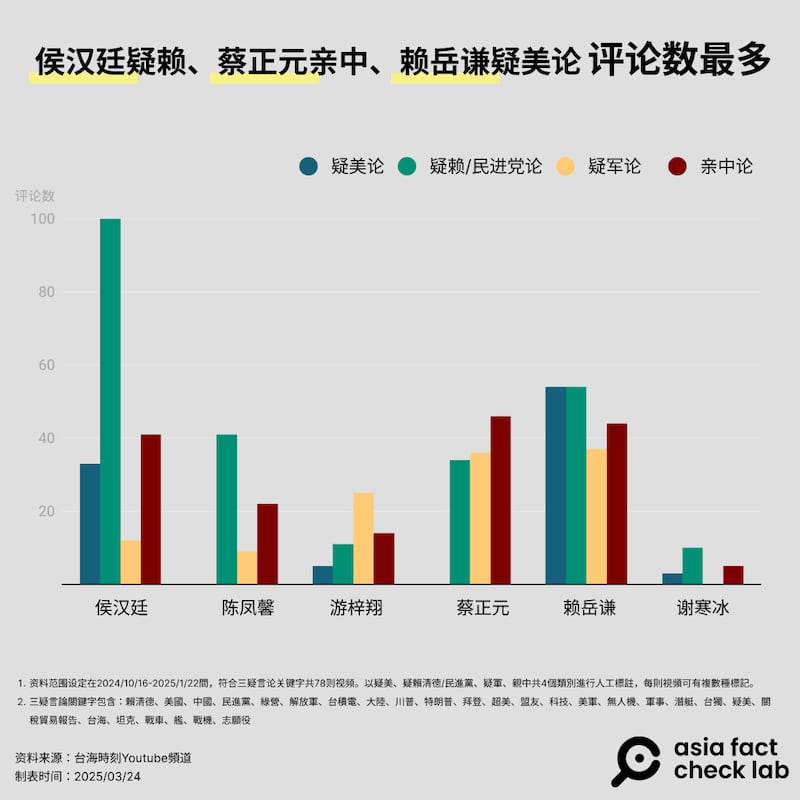 侯汉廷疑赖、蔡正元亲中、赖岳谦疑美论 评论数最多
疑美论 疑赖/民进党论 疑军论 亲中论
评论数
100
80
60
40
20
侯汉廷 陈凤馨 游梓翔 蔡正元 赖岳谦 谢寒冰
1. 资料范围设定在2024/10/16-2025/1/22間，符合三疑言论关键字共78则视频。以疑美、疑賴清德/民進黨、疑軍、親中共4個類別進行人工標註，每則視頻可有複數種標記。
2. 三疑言論關鍵字包含：賴清德、美國、中國、民進黨、綠營、解放軍、台積電、大陸、川普、特朗普、拜登、超美、盟友、科技、美軍、無人機、軍事、潛艇、台獨、疑美、關
稅貿易報告、台海、坦克、戰車、艦、戰機、志願役
资料来源：台海時刻Youtube頻道
制表时间：2025/03/24
asia fact
check lab